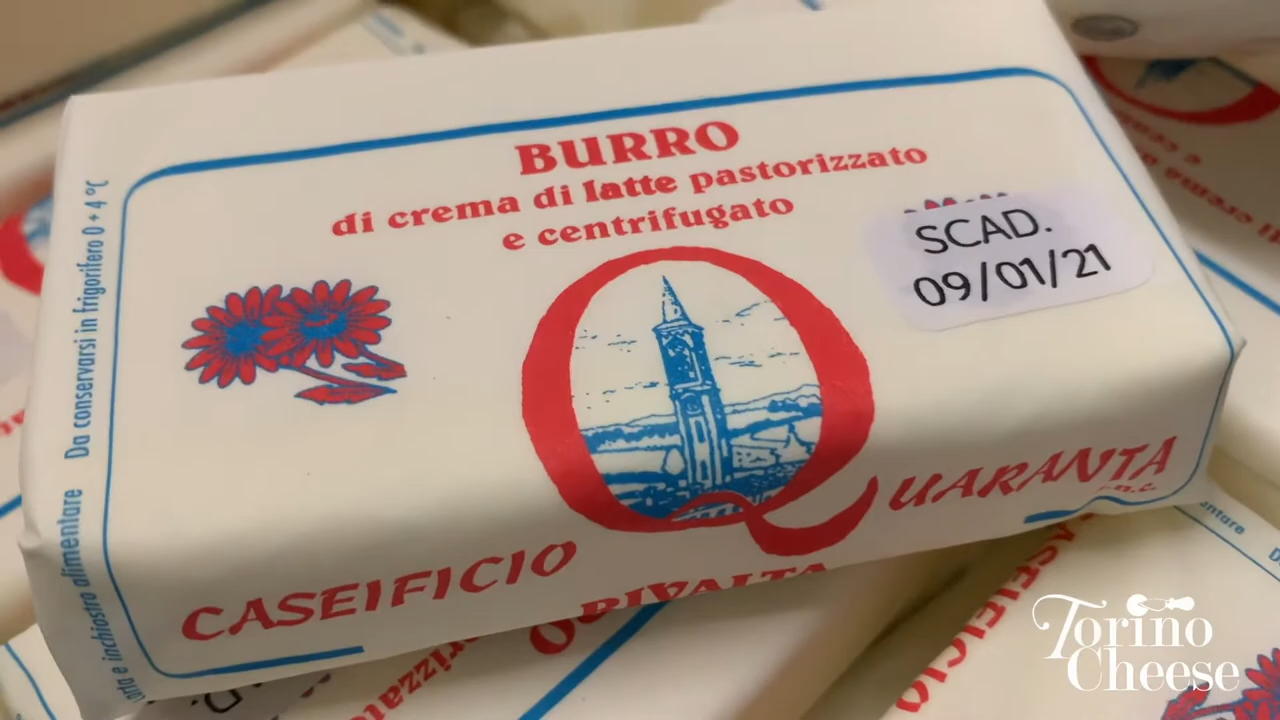 BURRO
di crema di latte pastorizzato
e centrifugato
SCAD.
09/01/21
CASEIFICIO QUARANTA
s.n.c.
RIVALTA
Da conservarsi in frigorifero 0 + 4 °C
e inchiostro alimentare
Torino
Cheese